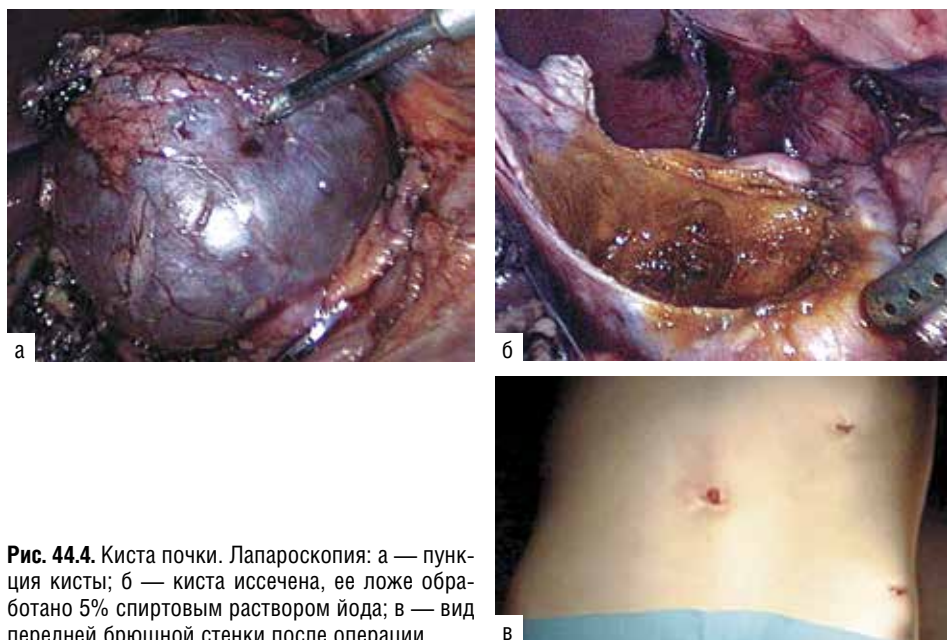 а
б
Рис. 44.4. Киста почки. Лапароскопия: а — пунк-
ция кисты; б — киста иссечена, ее ложе обра-
ботано 5% спиртовым раствором йода; в — вид
передней брюшной стенки после операции
в